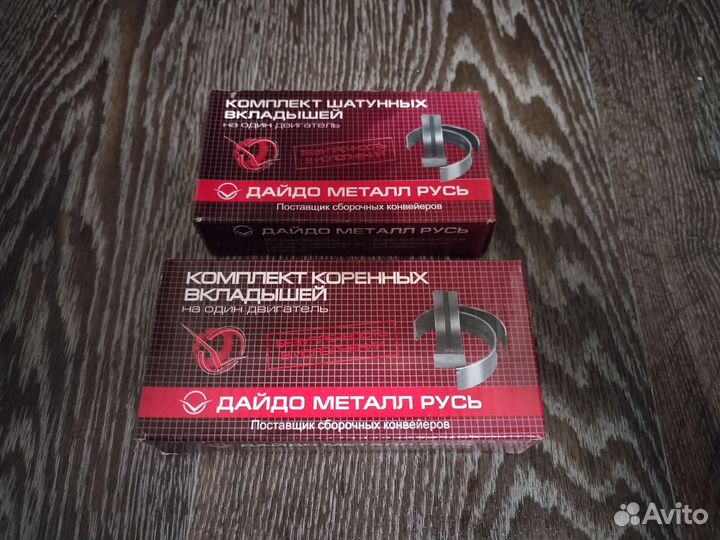 КОМПЛЕКТ ШАТУННЫХ
ВКЛАДЫШЕЙ
на один двигатель
ДАЙДО МЕТАЛЛ РУСЬ
Поставщик сборочных конвейеров
ДАЙДО МЕТАЛЛ РУСЬ
КОМПЛЕКТ КОРЕННЫХ
ВКЛАДЫШЕЙ
на один двигатель
ДАЙДО МЕТАЛЛ РУСЬ
Поставщик сборочных конвейеров
Avito